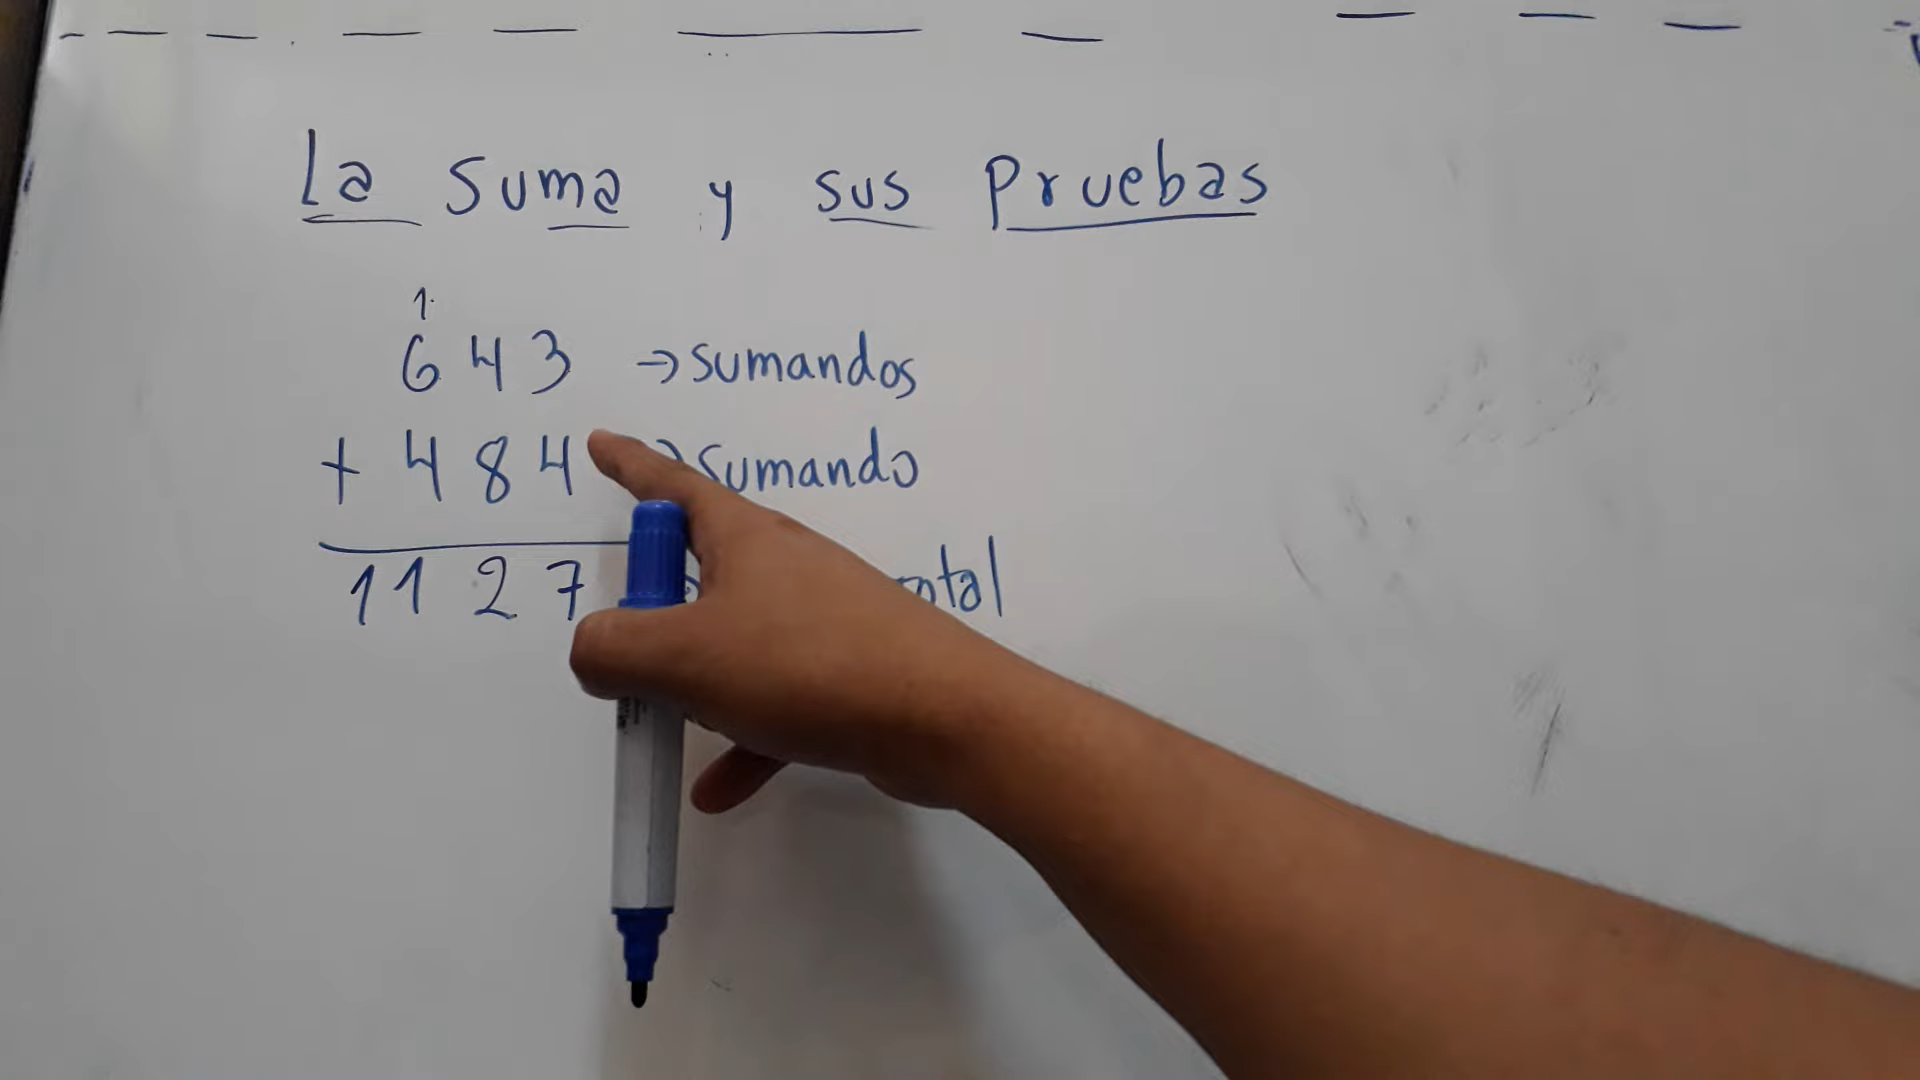 La suma y sus Pruebas
1
643 → sumandos
+ 484 → sumando
1127